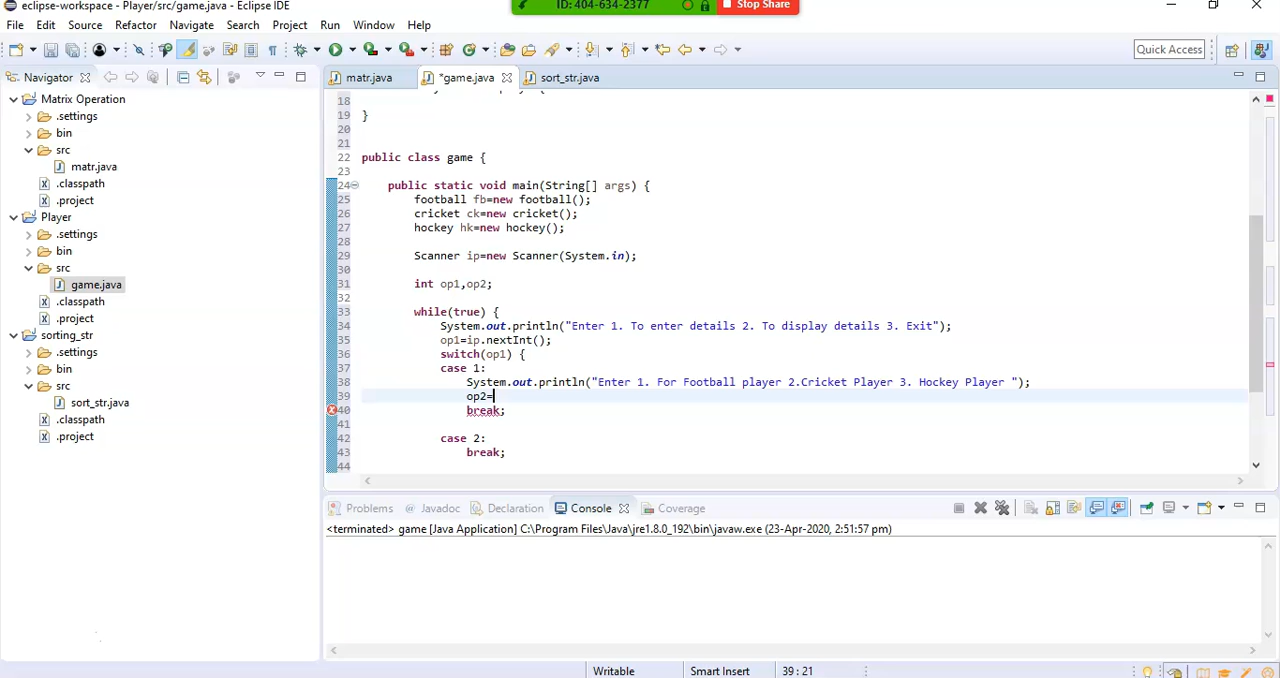 eclipse-workspace - Player/src/game.java - Eclipse IDE
ID: 404-634-2377
Stop Share
File Edit Source Refactor Navigate Search Project Run Window Help
Quick Access
Navigator
matr.java
*game.java
sort_str.java
Matrix Operation
.settings
bin
src
matr.java
.classpath
.project
Player
.settings
bin
src
game.java
.classpath
.project
sorting_str
.settings
bin
src
sort_str.java
.classpath
.project
18
19 }
20
21
22 public class game {
23
24 public static void main(String[] args) {
25 football fb=new football();
26 cricket ck=new cricket();
27 hockey hk=new hockey();
28
29 Scanner ip=new Scanner(System.in);
30
31 int op1,op2;
32
33 while(true) {
34 System.out.println("Enter 1. To enter details 2. To display details 3. Exit");
35 op1=ip.nextInt();
36 switch(op1) {
37 case 1:
38 System.out.println("Enter 1. For Football player 2.Cricket Player 3. Hockey Player ");
39 op2=
40 break;
41
42 case 2:
43 break;
44
Problems Javadoc Declaration Console Coverage
<terminated> game [Java Application] C:\Program Files\Java\jre1.8.0_192\bin\javaw.exe (23-Apr-2020, 2:51:57 pm)
Writable Smart Insert 39 : 21